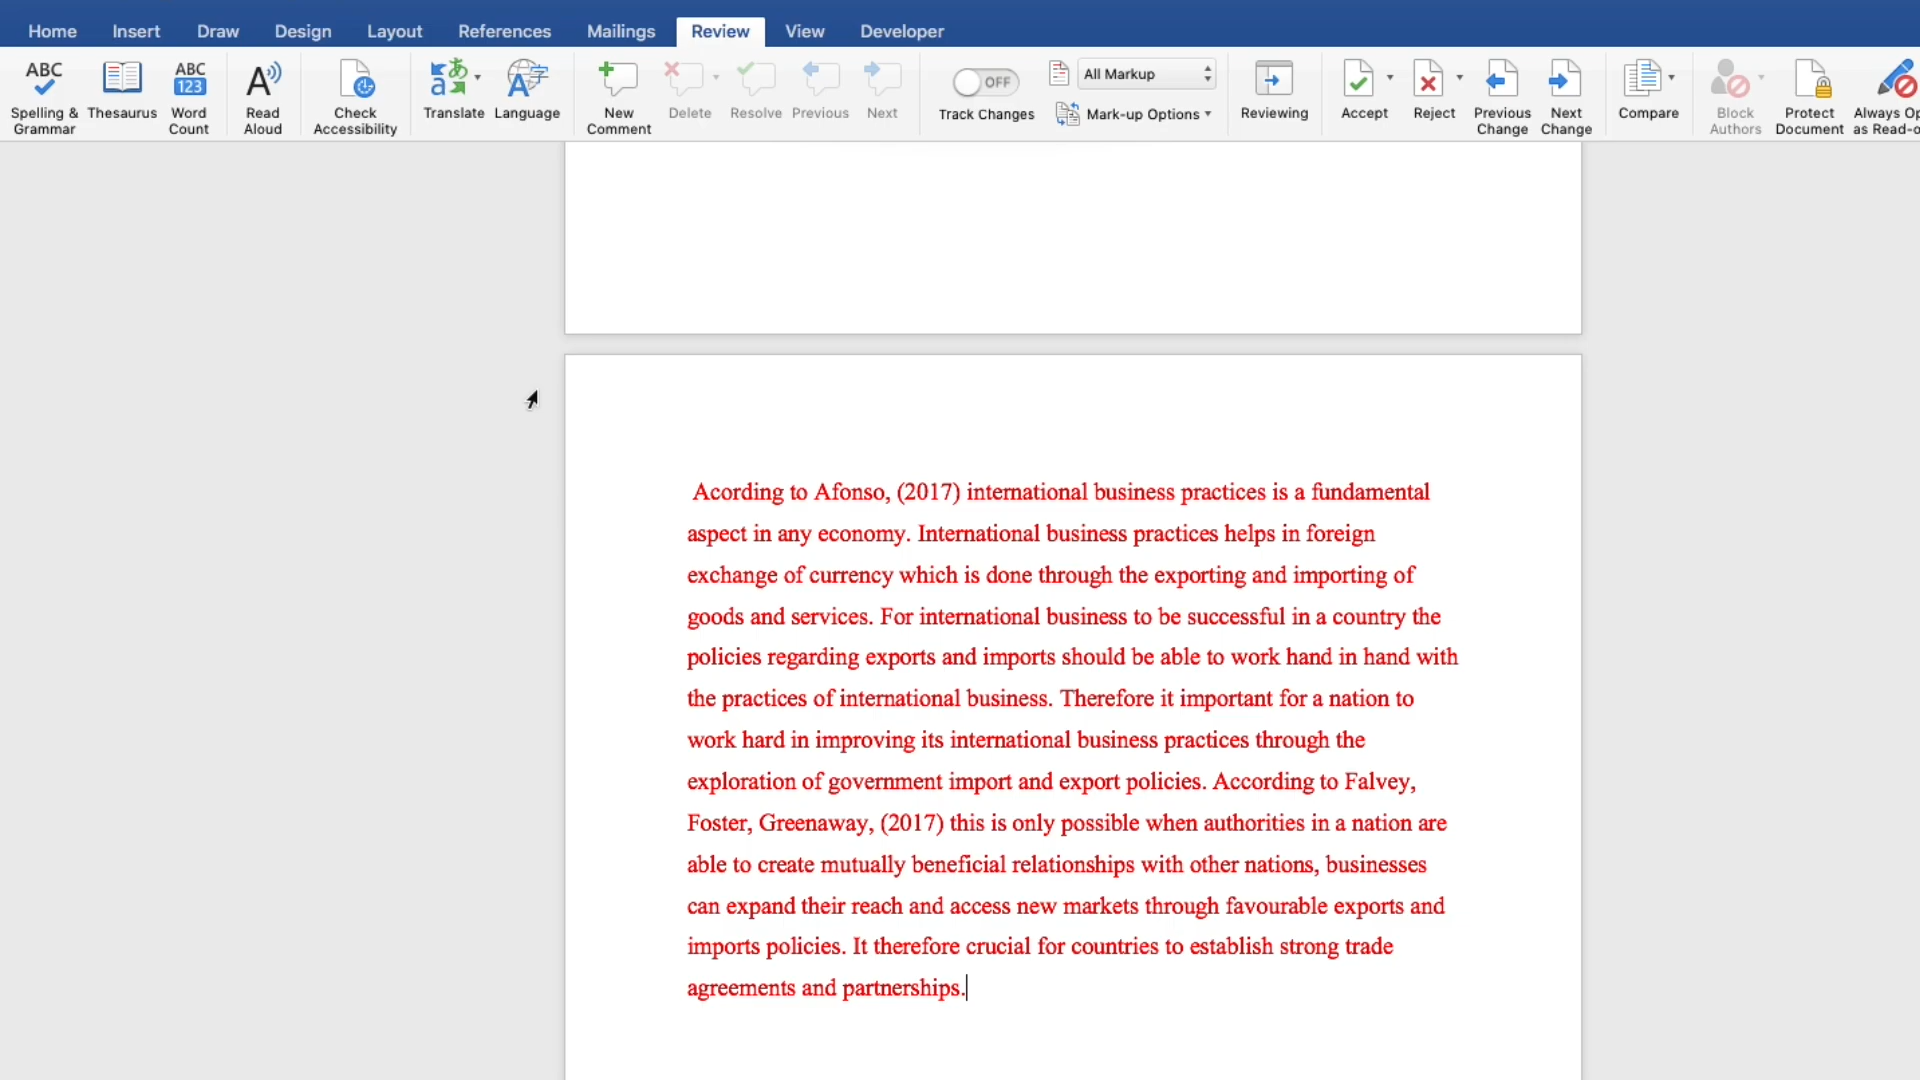 Home Insert Draw Design Layout References Mailings Review View Developer
ABC ABC 123 A OFF All Markup
Spelling & Grammar Thesaurus Word Count Read Aloud Check Accessibility Translate Language New Comment Delete Resolve Previous Next Track Changes Mark-up Options Reviewing Accept Reject Previous Change Next Change Compare Block Authors Protect Document Always Op as Read-o
Acording to Afonso, (2017) international business practices is a fundamental
aspect in any economy. International business practices helps in foreign
exchange of currency which is done through the exporting and importing of
goods and services. For international business to be successful in a country the
policies regarding exports and imports should be able to work hand in hand with
the practices of international business. Therefore it important for a nation to
work hard in improving its international business practices through the
exploration of government import and export policies. According to Falvey,
Foster, Greenaway, (2017) this is only possible when authorities in a nation are
able to create mutually beneficial relationships with other nations, businesses
can expand their reach and access new markets through favourable exports and
imports policies. It therefore crucial for countries to establish strong trade
agreements and partnerships.